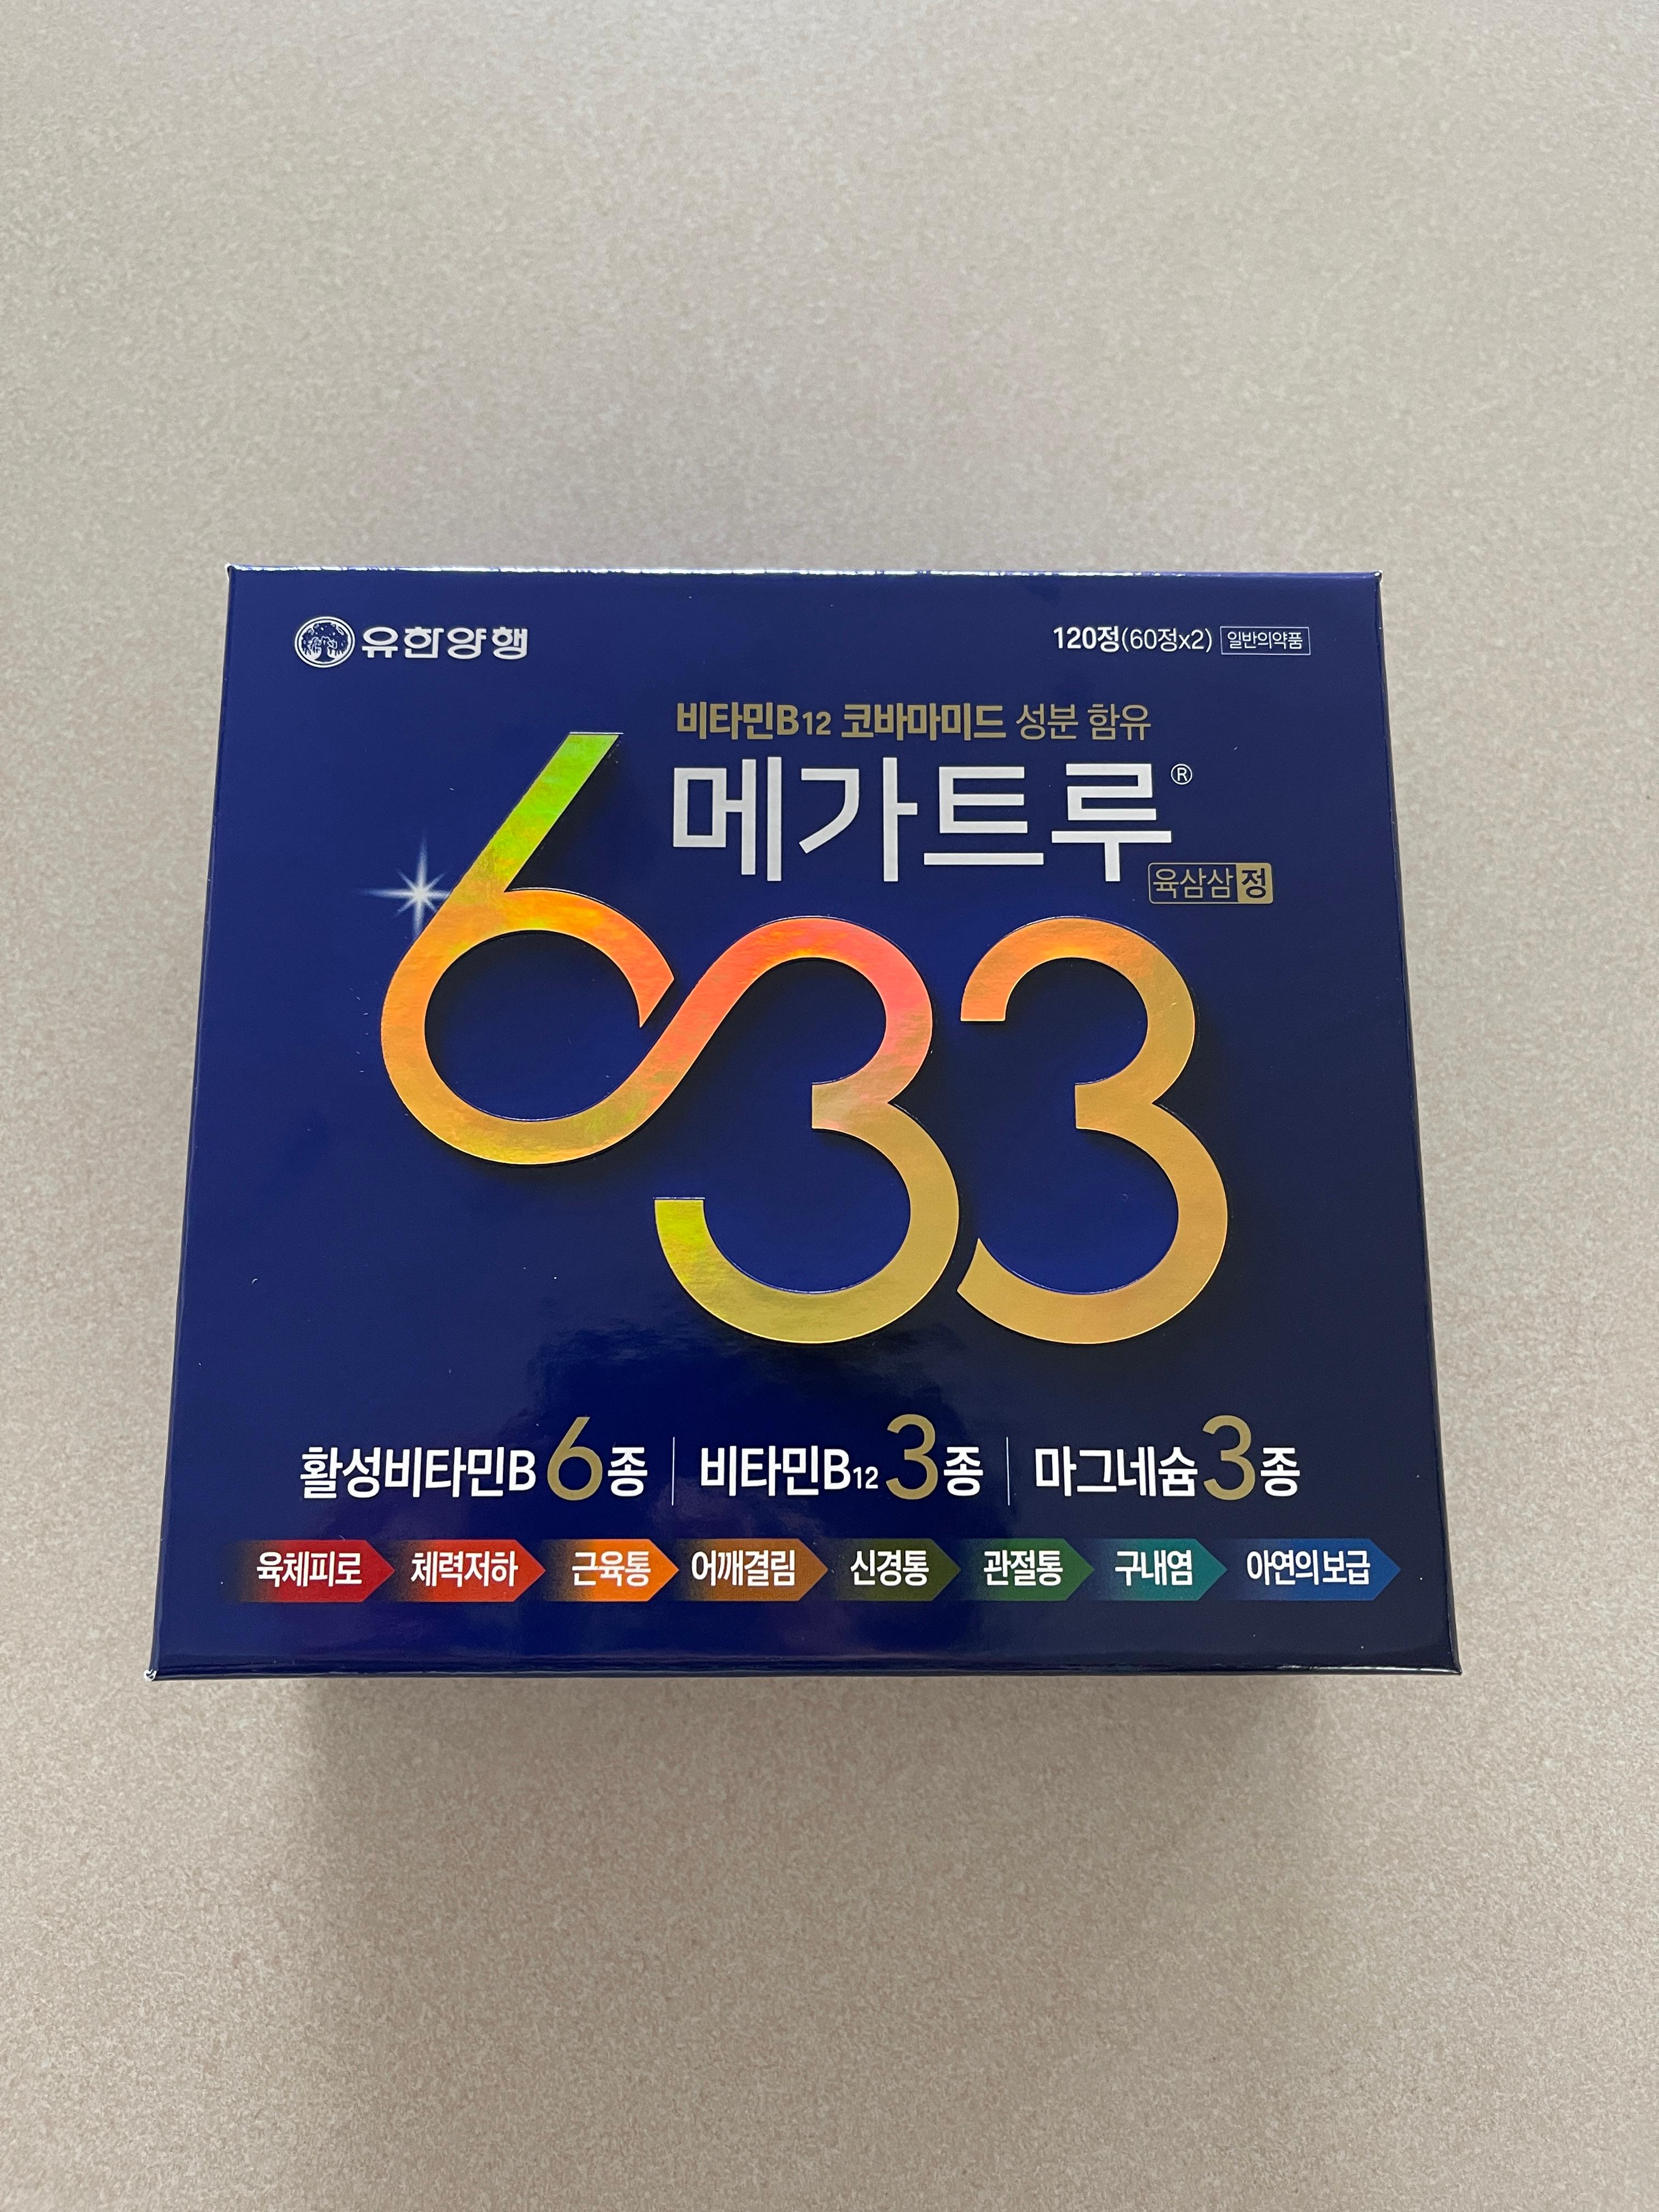 유한양행
120정(60정x2) 일반의약품
비타민B12 코바마미드 성분 함유
메가트루®
육삼삼정
633
활성비타민B 6종 비타민B12 3종 마그네슘 3종
육체피로 체력저하 근육통 어깨결림 신경통 관절통 구내염 아연의 보급